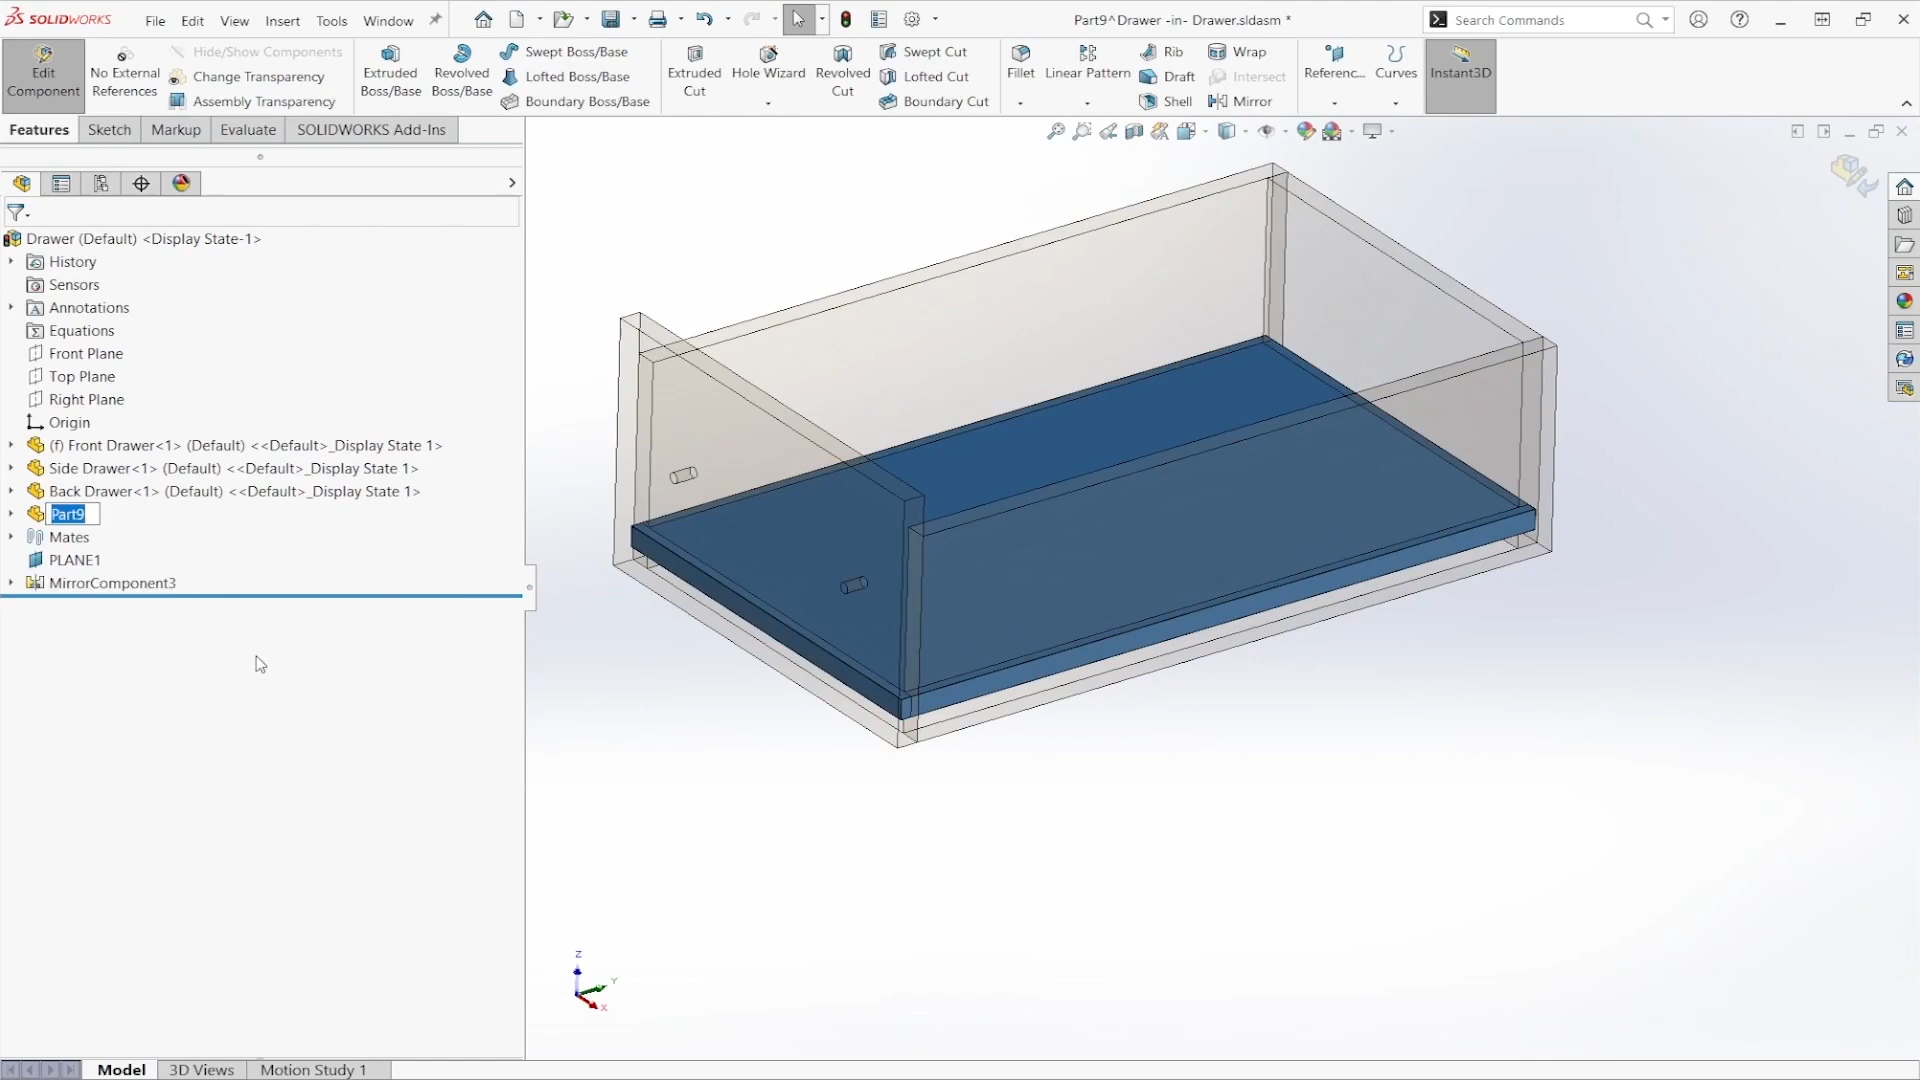 SOLIDWORKS File Edit View Insert Tools Window Part9^Drawer -in- Drawer.sldasm * Search Commands
Edit Component
No External References
Hide/Show Components
Change Transparency
Assembly Transparency
Extruded Boss/Base
Revolved Boss/Base
Swept Boss/Base
Lofted Boss/Base
Boundary Boss/Base
Extruded Cut
Hole Wizard
Revolved Cut
Swept Cut
Lofted Cut
Boundary Cut
Fillet
Linear Pattern
Rib
Draft
Shell
Wrap
Intersect
Mirror
Referenc...
Curves
Instant3D
Features Sketch Markup Evaluate SOLIDWORKS Add-Ins
Drawer (Default) <Display State-1>
History
Sensors
Annotations
Equations
Front Plane
Top Plane
Right Plane
Origin
(f) Front Drawer<1> (Default) <<Default>_Display State 1>
Side Drawer<1> (Default) <<Default>_Display State 1>
Back Drawer<1> (Default) <<Default>_Display State 1>
Part9
Mates
PLANE1
MirrorComponent3
Z
Y
X
Model 3D Views Motion Study 1